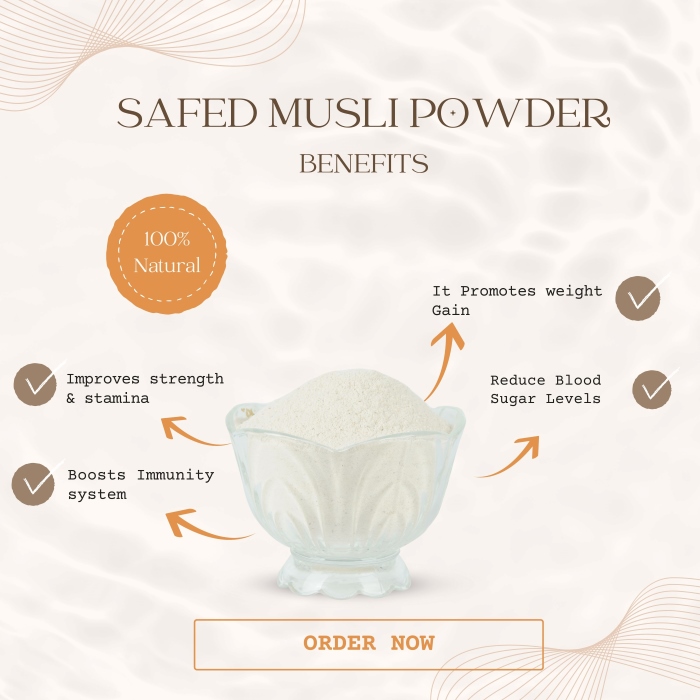 SAFED MUSLI POWDER
BENEFITS
100%
Natural
It Promotes weight
Gain
Improves strength
& stamina
Reduce Blood
Sugar Levels
Boosts Immunity
system
ORDER NOW